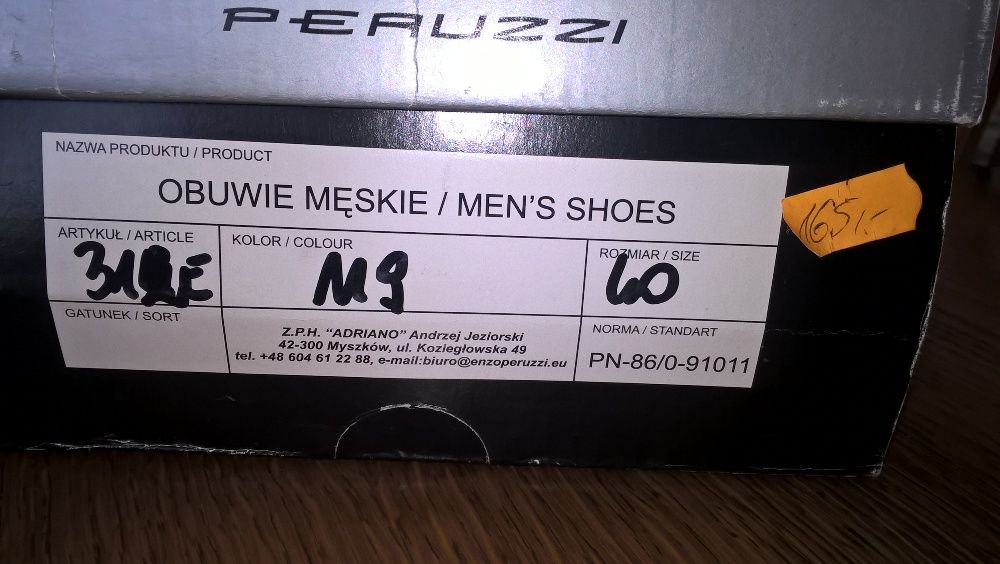 PERUZZI
NAZWA PRODUKTU / PRODUCT
OBUWIE MĘSKIE / MEN'S SHOES
165,-
ARTYKUŁ / ARTICLE
KOLOR / COLOUR
ROZMIAR / SIZE
M9
40
GATUNEK / SORT
Z.P.H. "ADRIANO" Andrzej Jeziorski
42-300 Myszków, ul. Koziegłowska 49
tel. +48 604 61 22 88, e-mail:biuro@enzoperuzzi.eu
NORMA / STANDART
PN-86/0-91011